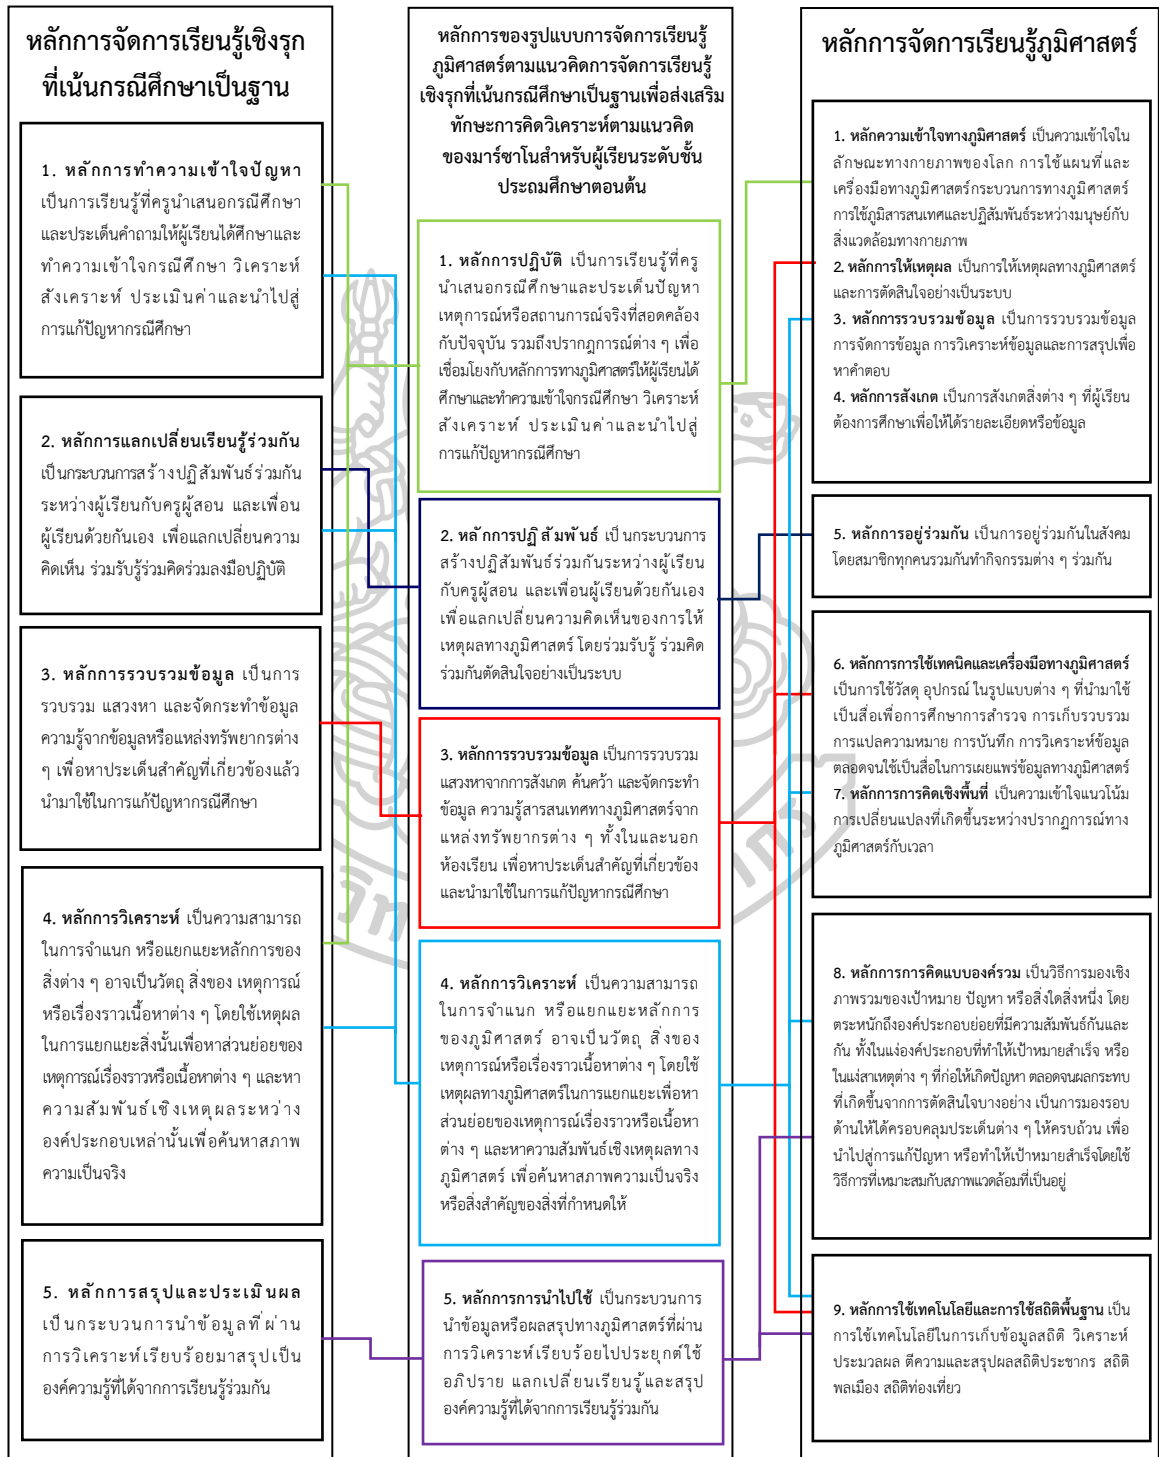 หลักการจัดการเรียนรู้เชิงรุก
ที่เน้นกรณีศึกษาเป็นฐาน
1. หลักการทำความเข้าใจปัญหา
เป็นการเรียนรู้ที่ครูนำเสนอกรณีศึกษา
และประเด็นคำถามให้ผู้เรียนได้ศึกษาและ
ทำความเข้าใจกรณีศึกษา วิเคราะห์
สังเคราะห์ ประเมินค่าและนำไปสู่
การแก้ปัญหากรณีศึกษา
2. หลักการแลกเปลี่ยนเรียนรู้ร่วมกัน
เป็นกระบวนการสร้างปฏิสัมพันธ์ร่วมกัน
ระหว่างผู้เรียนกับครูผู้สอน และเพื่อน
ผู้เรียนด้วยกันเอง เพื่อแลกเปลี่ยนความ
คิดเห็น ร่วมรับรู้ร่วมคิดร่วมลงมือปฏิบัติ
3. หลักการรวบรวมข้อมูล เป็นการ
รวบรวม แสวงหา และจัดกระทำข้อมูล
ความรู้จากข้อมูลหรือแหล่งทรัพยากรต่าง
ๆ เพื่อหาประเด็นสำคัญที่เกี่ยวข้องแล้ว
นำมาใช้ในการแก้ปัญหากรณีศึกษา
4. หลักการวิเคราะห์ เป็นความสามารถ
ในการจำแนก หรือแยกแยะหลักการของ
สิ่งต่าง ๆ อาจเป็นวัตถุ สิ่งของ เหตุการณ์
หรือเรื่องราวเนื้อหาต่าง ๆ โดยใช้เหตุผล
ในการแยกแยะสิ่งนั้นเพื่อหาส่วนย่อยของ
เหตุการณ์เรื่องราวหรือเนื้อหาต่าง ๆ และหา
ความสัมพันธ์เชิงเหตุผลระหว่าง
องค์ประกอบเหล่านั้นเพื่อค้นหาสภาพ
ความเป็นจริง
5. หลักการสรุปและประเมินผล
เป็นกระบวนการนำข้อมูลที่ผ่าน
การวิเคราะห์เรียบร้อยมาสรุปเป็น
องค์ความรู้ที่ได้จากการเรียนรู้ร่วมกัน
หลักการของรูปแบบการจัดการเรียนรู้
ภูมิศาสตร์ตามแนวคิดการจัดการเรียนรู้
เชิงรุกที่เน้นกรณีศึกษาเป็นฐานเพื่อส่งเสริม
ทักษะการคิดวิเคราะห์ตามแนวคิด
ของมาร์ซาโนสำหรับผู้เรียนระดับชั้น
ประถมศึกษาตอนต้น
1. หลักการปฏิบัติ เป็นการเรียนรู้ที่ครู
นำเสนอกรณีศึกษาและประเด็นปัญหา
เหตุการณ์หรือสถานการณ์จริงที่สอดคล้อง
กับปัจจุบัน รวมถึงปรากฏการณ์ต่าง ๆ เพื่อ
เชื่อมโยงกับหลักการทางภูมิศาสตร์ให้ผู้เรียนได้
ศึกษาและทำความเข้าใจกรณีศึกษา วิเคราะห์
สังเคราะห์ ประเมินค่าและนำไปสู่
การแก้ปัญหากรณีศึกษา
2. หลักการปฏิสัมพันธ์ เป็นกระบวนการ
สร้างปฏิสัมพันธ์ร่วมกันระหว่างผู้เรียน
กับครูผู้สอน และเพื่อนผู้เรียนด้วยกันเอง
เพื่อแลกเปลี่ยนความคิดเห็นของการให้
เหตุผลทางภูมิศาสตร์ โดยร่วมรับรู้ ร่วมคิด
ร่วมกันตัดสินใจอย่างเป็นระบบ
3. หลักการรวบรวมข้อมูล เป็นการรวบรวม
แสวงหาจากการสังเกต ค้นคว้า และจัดกระทำ
ข้อมูล ความรู้สารสนเทศทางภูมิศาสตร์จาก
แหล่งทรัพยากรต่าง ๆ ทั้งในและนอก
ห้องเรียน เพื่อหาประเด็นสำคัญที่เกี่ยวข้อง
และนำมาใช้ในการแก้ปัญหากรณีศึกษา
4. หลักการวิเคราะห์ เป็นความสามารถ
ในการจำแนก หรือแยกแยะหลักการ
ของภูมิศาสตร์ อาจเป็นวัตถุ สิ่งของ
เหตุการณ์หรือเรื่องราวเนื้อหาต่าง ๆ โดยใช้
เหตุผลทางภูมิศาสตร์ในการแยกแยะเพื่อหา
ส่วนย่อยของเหตุการณ์เรื่องราวหรือเนื้อหา
ต่าง ๆ และหาความสัมพันธ์เชิงเหตุผลทาง
ภูมิศาสตร์ เพื่อค้นหาสภาพความเป็นจริง
หรือสิ่งสำคัญของสิ่งที่กำหนดให้
5. หลักการการนำไปใช้ เป็นกระบวนการ
นำข้อมูลหรือผลสรุปทางภูมิศาสตร์ที่ผ่าน
การวิเคราะห์เรียบร้อยไปประยุกต์ใช้
อภิปราย แลกเปลี่ยนเรียนรู้และสรุป
องค์ความรู้ที่ได้จากการเรียนรู้ร่วมกัน
หลักการจัดการเรียนรู้ภูมิศาสตร์
1. หลักความเข้าใจทางภูมิศาสตร์ เป็นความเข้าใจใน
ลักษณะทางกายภาพของโลก การใช้แผนที่และ
เครื่องมือทางภูมิศาสตร์กระบวนการทางภูมิศาสตร์
การใช้ภูมิสารสนเทศและปฏิสัมพันธ์ระหว่างมนุษย์กับ
สิ่งแวดล้อมทางกายภาพ
2. หลักการให้เหตุผล เป็นการให้เหตุผลทางภูมิศาสตร์
และการตัดสินใจอย่างเป็นระบบ
3. หลักการรวบรวมข้อมูล เป็นการรวบรวมข้อมูล
การจัดการข้อมูล การวิเคราะห์ข้อมูลและการสรุปเพื่อ
หาคำตอบ
4. หลักการสังเกต เป็นการสังเกตสิ่งต่าง ๆ ที่ผู้เรียน
ต้องการศึกษาเพื่อให้ได้รายละเอียดหรือข้อมูล
5. หลักการอยู่ร่วมกัน เป็นการอยู่ร่วมกันในสังคม
โดยสมาชิกทุกคนรวมกันทำกิจกรรมต่าง ๆ ร่วมกัน
6. หลักการการใช้เทคนิคและเครื่องมือทางภูมิศาสตร์
เป็นการใช้วัสดุ อุปกรณ์ ในรูปแบบต่าง ๆ ที่นำมาใช้
เป็นสื่อเพื่อการศึกษาการสำรวจ การเก็บรวบรวม
การแปลความหมาย การบันทึก การวิเคราะห์ข้อมูล
ตลอดจนใช้เป็นสื่อในการเผยแพร่ข้อมูลทางภูมิศาสตร์
7. หลักการการคิดเชิงพื้นที่ เป็นความเข้าใจแนวโน้ม
การเปลี่ยนแปลงที่เกิดขึ้นระหว่างปรากฏการณ์ทาง
ภูมิศาสตร์กับเวลา
8. หลักการการคิดแบบองค์รวม เป็นวิธีการมองเชิง
ภาพรวมของเป้าหมาย ปัญหา หรือสิ่งใดสิ่งหนึ่ง โดย
ตระหนักถึงองค์ประกอบย่อยที่มีความสัมพันธ์กันและ
กัน ทั้งในแง่องค์ประกอบที่ทำให้เป้าหมายสำเร็จ หรือ
ในแง่สาเหตุต่าง ๆ ที่ก่อให้เกิดปัญหา ตลอดจนผลกระทบ
ที่เกิดขึ้นจากการตัดสินใจบางอย่าง เป็นการมองรอบ
ด้านให้ได้ครอบคลุมประเด็นต่าง ๆ ให้ครบถ้วน เพื่อ
นำไปสู่การแก้ปัญหา หรือทำให้เป้าหมายสำเร็จโดยใช้
วิธีการที่เหมาะสมกับสภาพแวดล้อมที่เป็นอยู่
9. หลักการใช้เทคโนโลยีและการใช้สถิติพื้นฐาน เป็น
การใช้เทคโนโลยีในการเก็บข้อมูลสถิติ วิเคราะห์
ประมวลผล ตีความและสรุปผลสถิติประชากร สถิติ
พลเมือง สถิติท่องเที่ยว